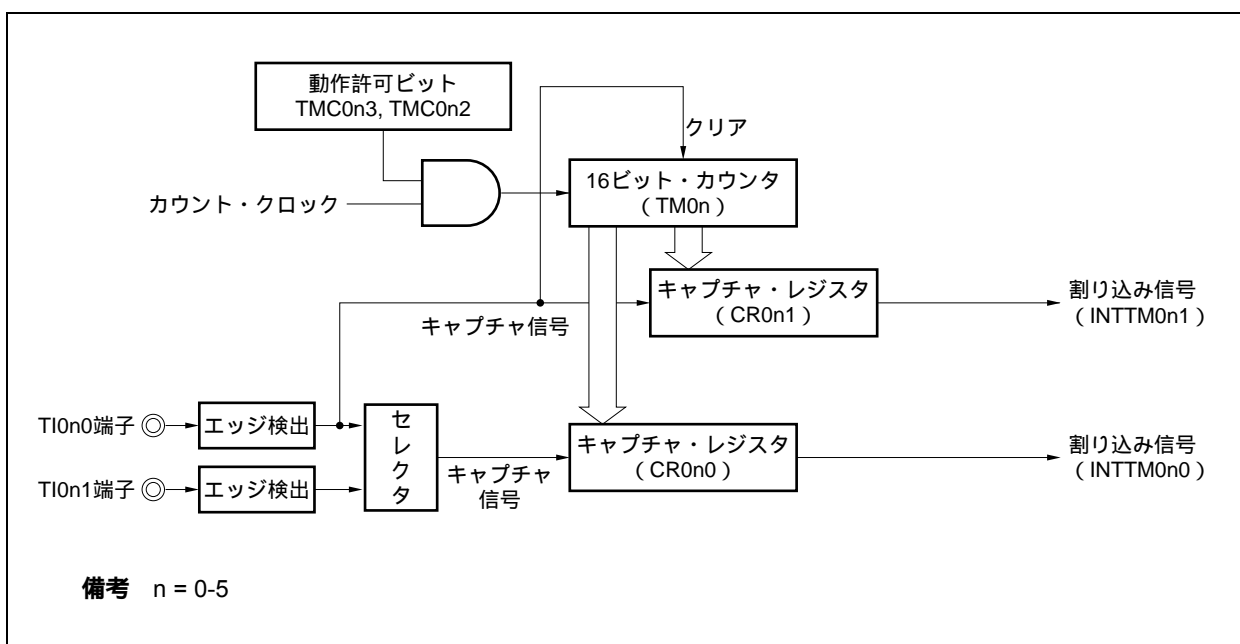 動作許可ビット
TMC0n3, TMC0n2
クリア
カウント・クロック
16ビット・カウンタ
（TM0n）
キャプチャ・レジスタ
（CR0n1）
割り込み信号
（INTTM0n1）
キャプチャ信号
TI0n0端子
エッジ検出
セレクタ
キャプチャ
信号
キャプチャ・レジスタ
（CR0n0）
割り込み信号
（INTTM0n0）
TI0n1端子
エッジ検出
備考 n = 0-5